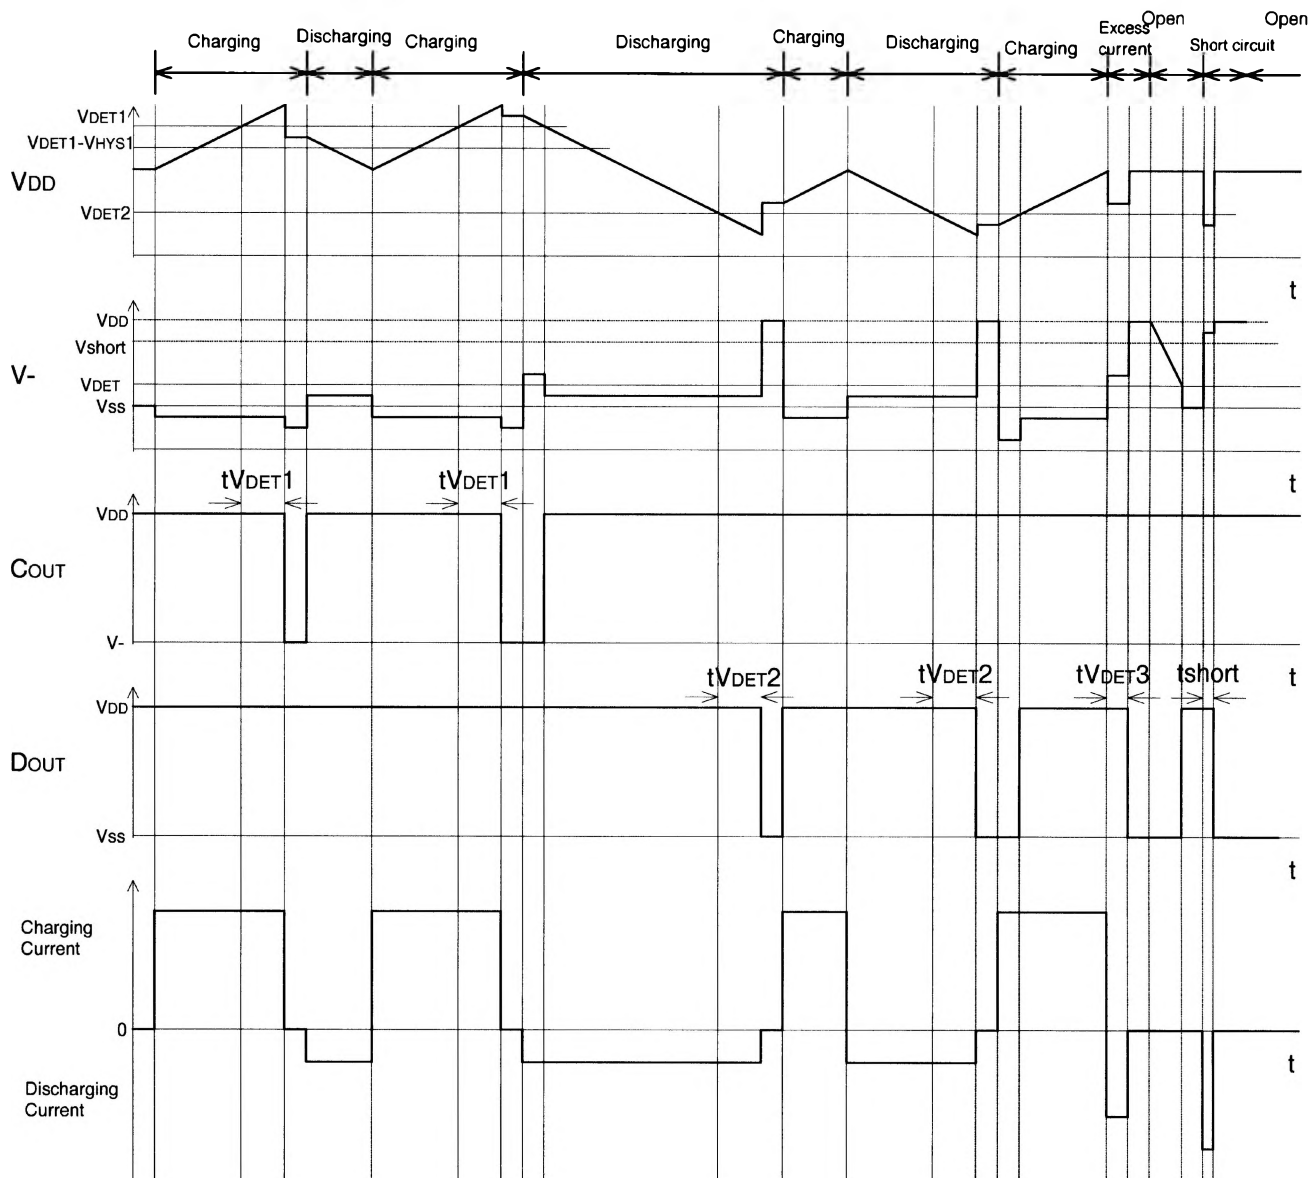 Charging
Discharging
Charging
Discharging
Charging
Discharging
Charging
Excess current
Open
Short circuit
Open
VDET1
VDET1-VHYS1
VDD
VDET2
t
VDD
Vshort
V-
VDET
VSS
t
tVDET1
tVDET1
VDD
COUT
V-
t
tVDET2
tVDET2
tVDET3
tshort
VDD
DOUT
VSS
t
Charging
Current
0
t
Discharging
Current